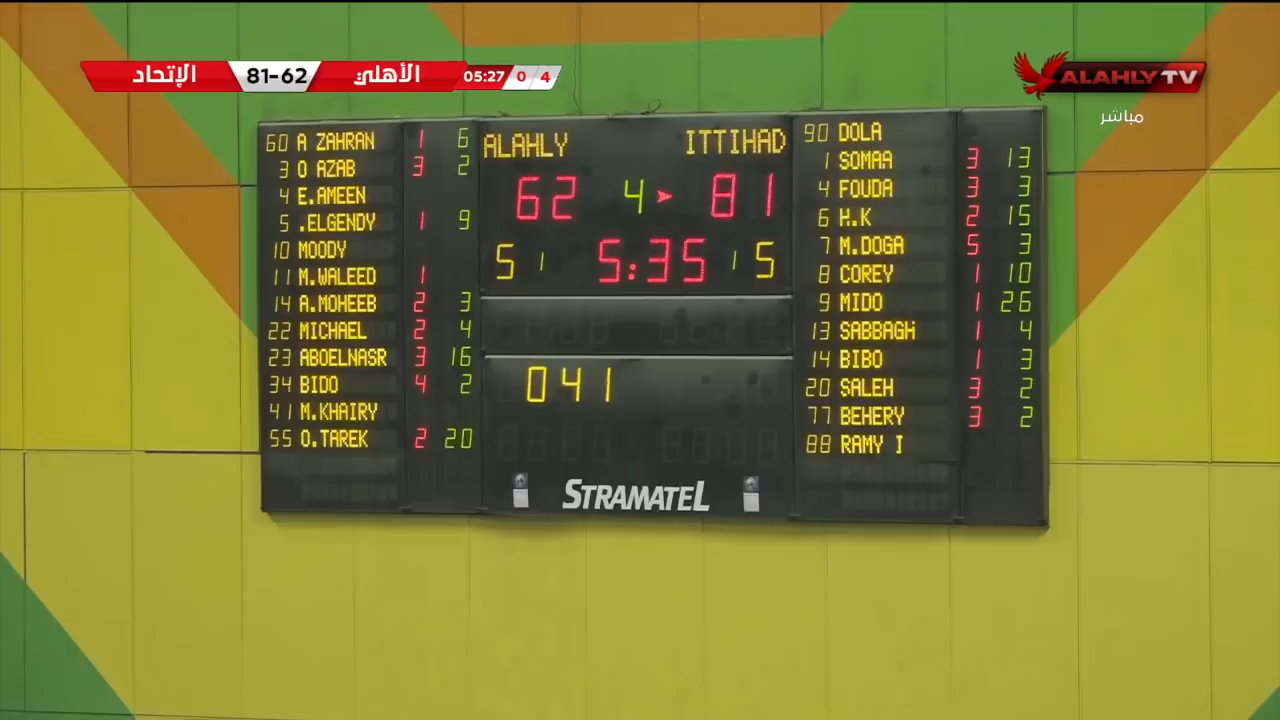 الإتحاد 81-62 الأهلي 05:27 0 4
ALAHLY TV
مباشر
ALAHLY ITTIHAD
62 4 81
5 1 5:35 1 5
041
STRAMATEL
60 A ZAHRAN 1 6
3 O AZAB 3 2
4 E.AMEEN
5 .ELGENDY 1 9
10 MOODY
11 M.WALEED 1
14 A.MOHEEB 2 3
22 MICHAEL 2 4
23 ABOELNASR 3 16
34 BIDO 4 2
41 M.KHAIRY
55 O.TAREK 2 20
90 DOLA
1 SOMAA 3 13
4 FOUDA 3 3
6 H.K 2 15
7 M.DOGA 5 3
8 COREY 1 10
9 MIDO 1 26
13 SABBAGH 1 4
14 BIBO 1 3
20 SALEH 3 2
77 BEHERY 3 2
88 RAMY I